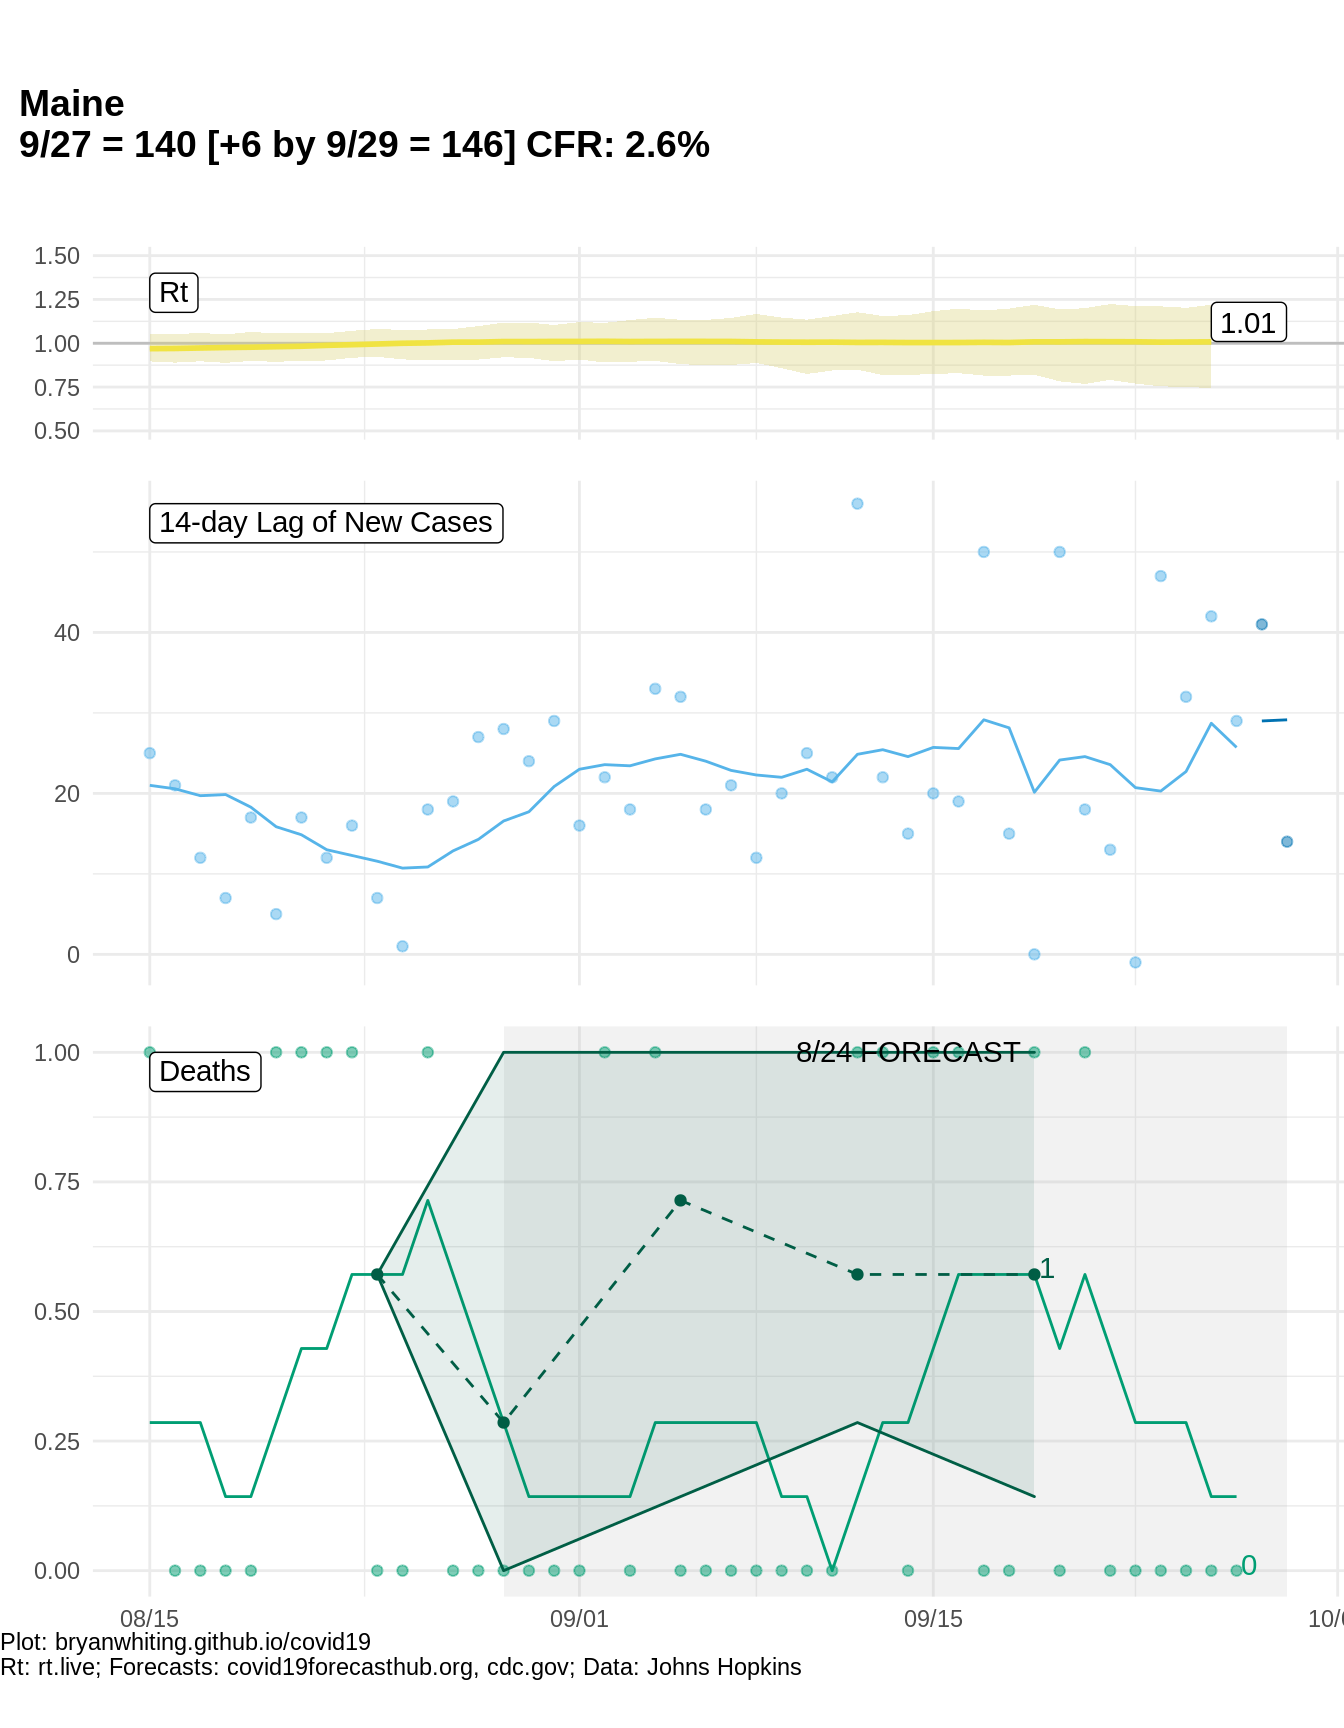 Maine
9/27 = 140 [+6 by 9/29 = 146] CFR: 2.6%
1.50
1.25
1.00
0.75
0.50
Rt
1.01
14-day Lag of New Cases
40
20
0
1.00
0.75
0.50
0.25
0.00
Deaths
8/24 FORECAST
1
0
08/15
09/01
09/15
Plot: bryanwhiting.github.io/covid19
Rt: rt.live; Forecasts: covid19forecasthub.org, cdc.gov; Data: Johns Hopkins